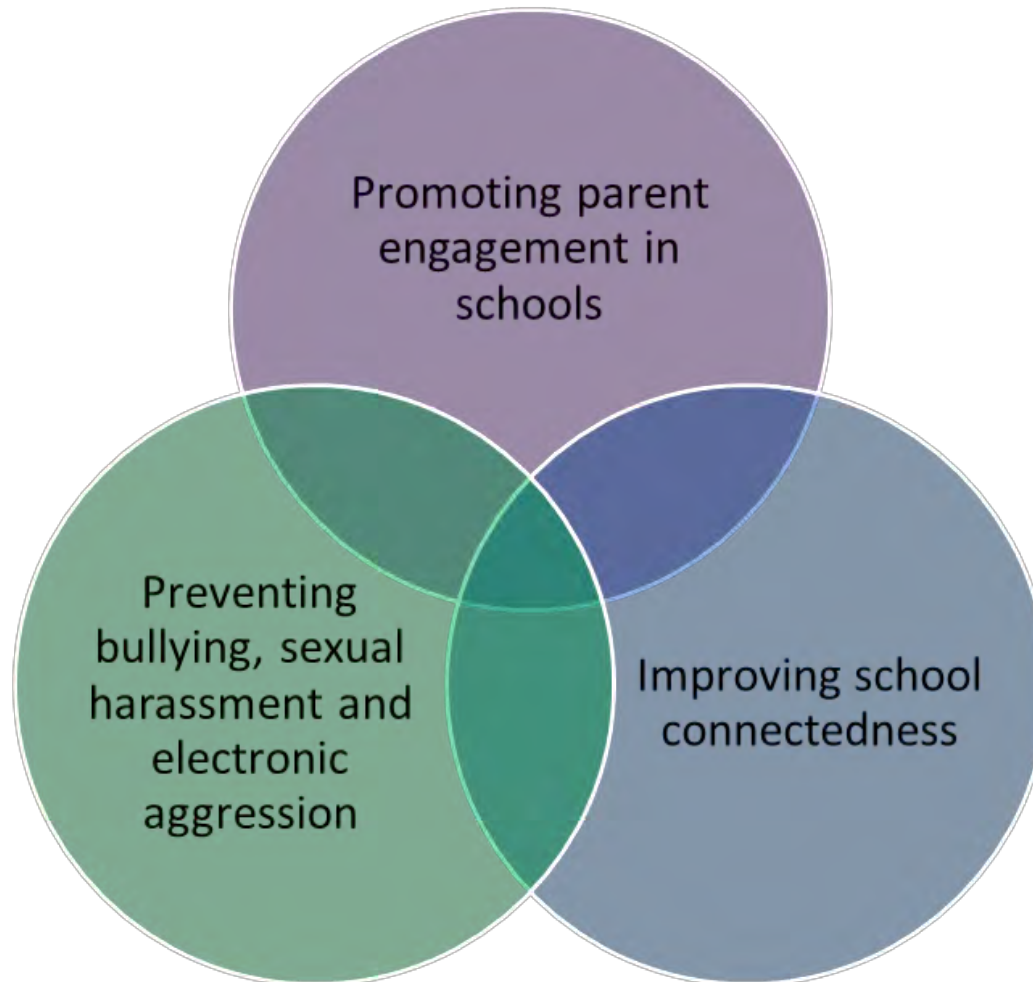 Promoting parent
engagement in
schools
Preventing
bullying, sexual
harassment and
electronic
aggression
Improving school
connectedness